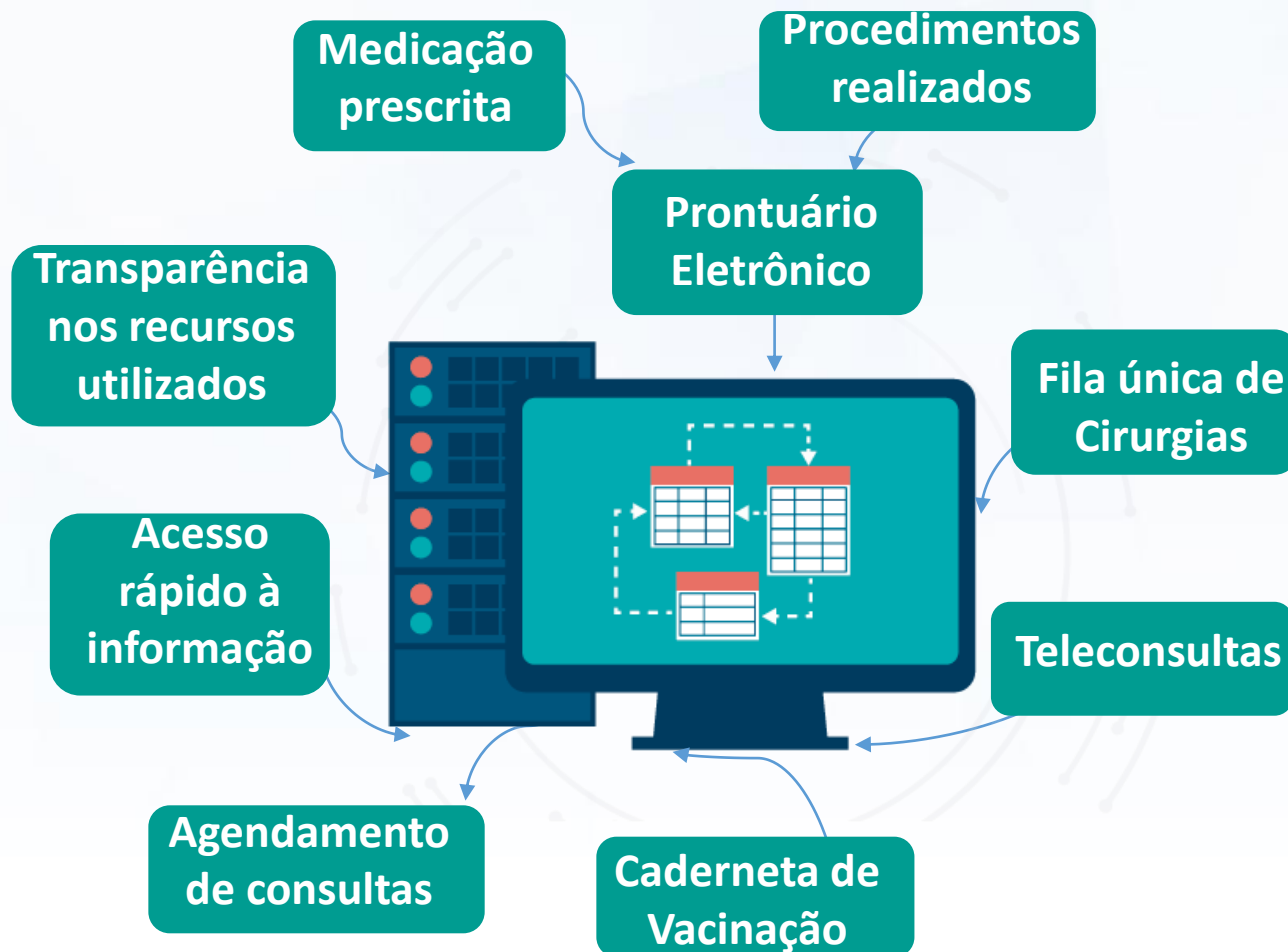 Medicação
prescrita
Procedimentos
realizados
Prontuário
Eletrônico
Transparência
nos recursos
utilizados
Fila única de
Cirurgias
Acesso
rápido à
informação
Teleconsultas
Agendamento
de consultas
Caderneta de
Vacinação